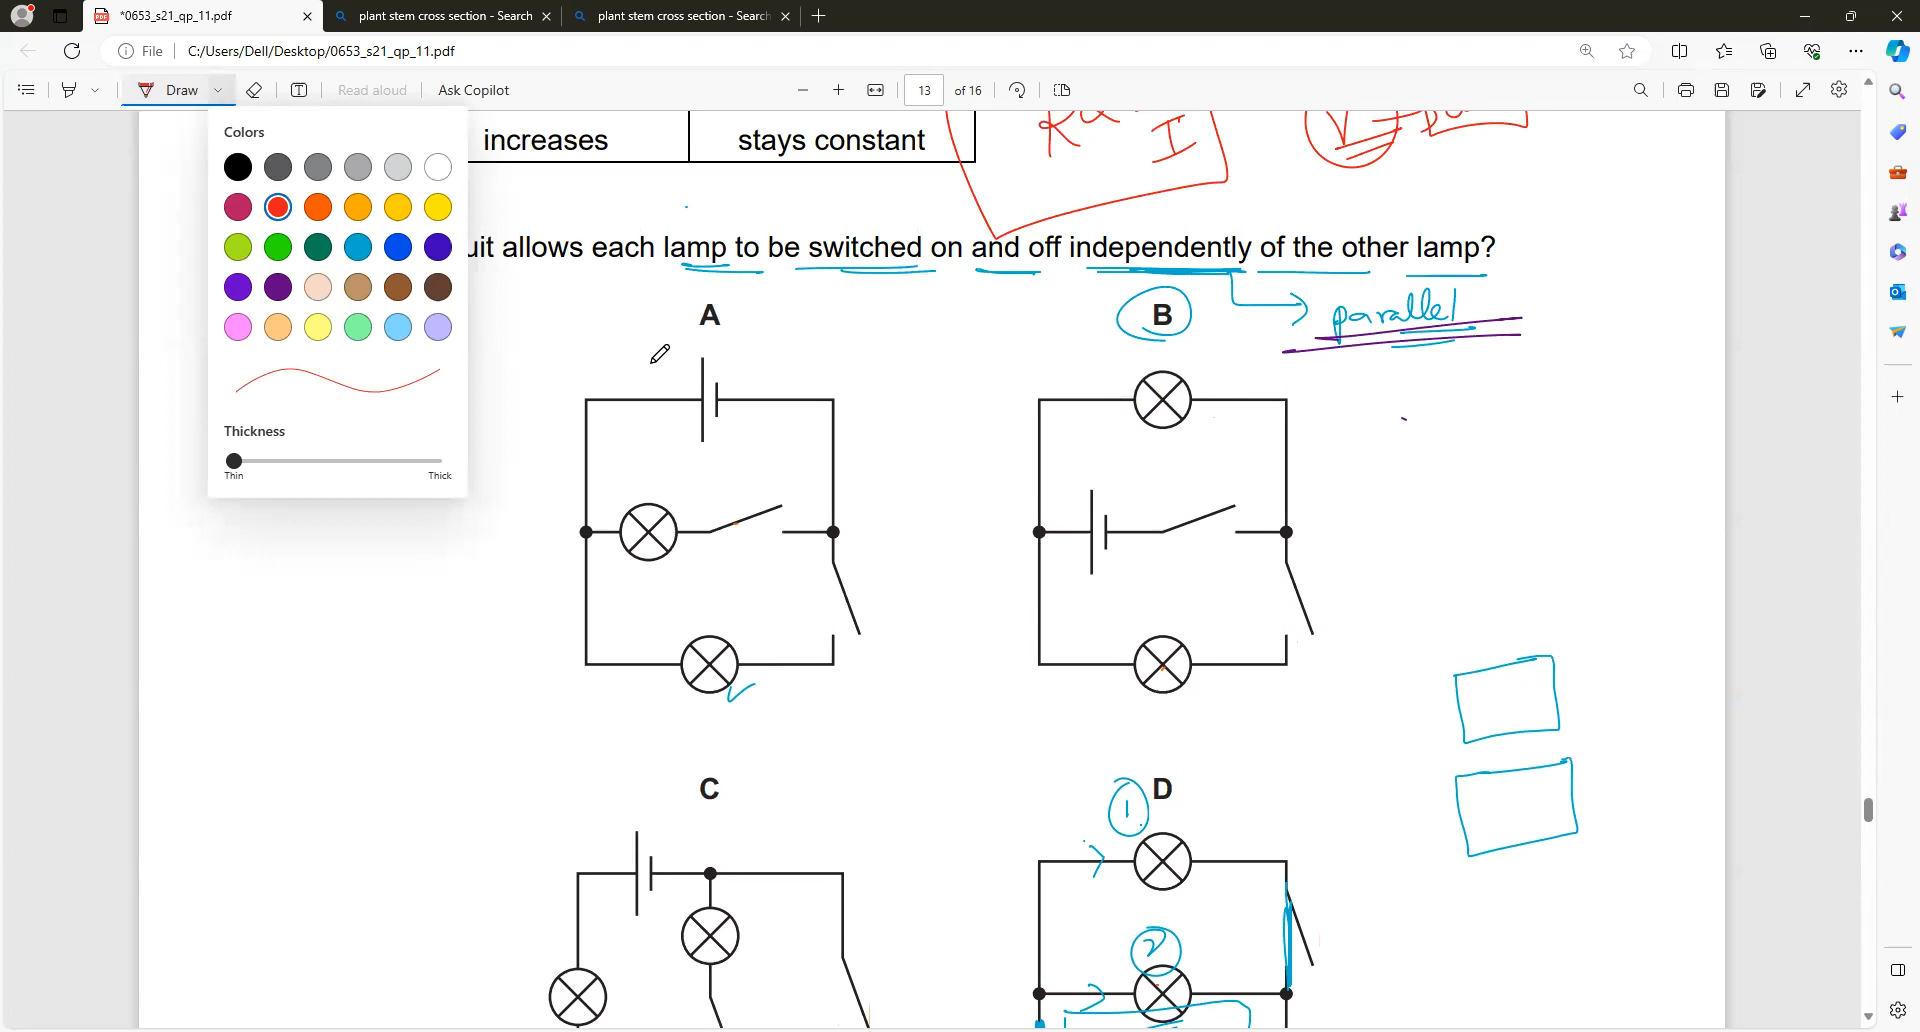 *0653_s21_qp_11.pdf
plant stem cross section - Search
plant stem cross section - Search
File
C:/Users/Dell/Desktop/0653_s21_qp_11.pdf
Draw
Read aloud
Ask Copilot
13
of 16
Colors
increases
stays constant
I
uit allows each lamp to be switched on and off independently of the other lamp?
A
B
parallel
Thickness
Thin
Thick
C
1
D
2